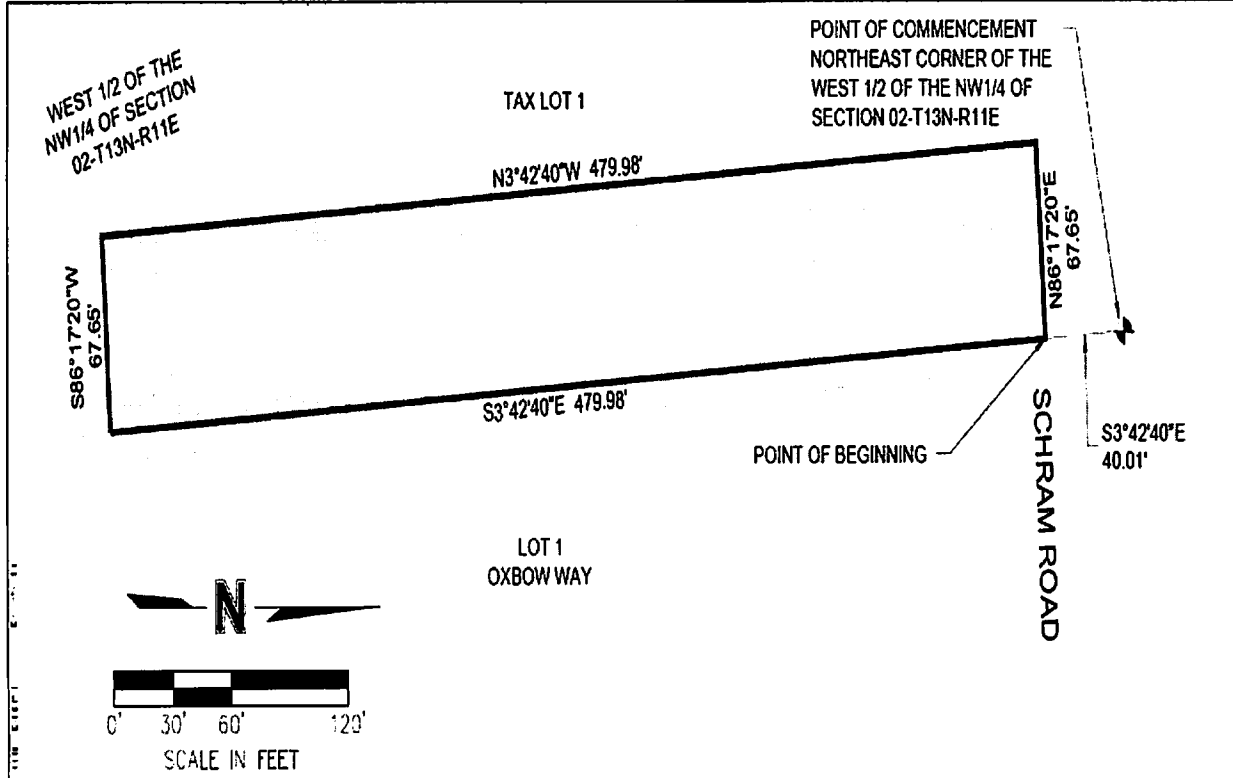 POINT OF COMMENCEMENT
NORTHEAST CORNER OF THE
WEST 1/2 OF THE NW1/4 OF
SECTION 02-T13N-R11E
WEST 1/2 OF THE
NW1/4 OF SECTION
02-T13N-R11E
TAX LOT 1
N3°42'40"W 479.98'
N86°17'20"E
67.65'
S86°17'20"W
67.65'
S3°42'40"E 479.98'
POINT OF BEGINNING
SCHRAM ROAD
S3°42'40"E
40.01'
LOT 1
OXBOW WAY
N
0' 30' 60' 120'
SCALE IN FEET